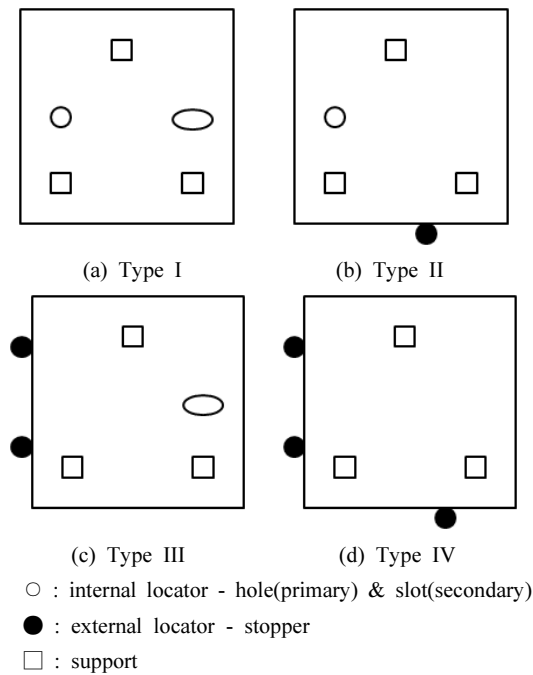 (a) Type I
(b) Type II
(c) Type III
(d) Type IV
: internal locator - hole(primary) & slot(secondary)
: external locator - stopper
: support